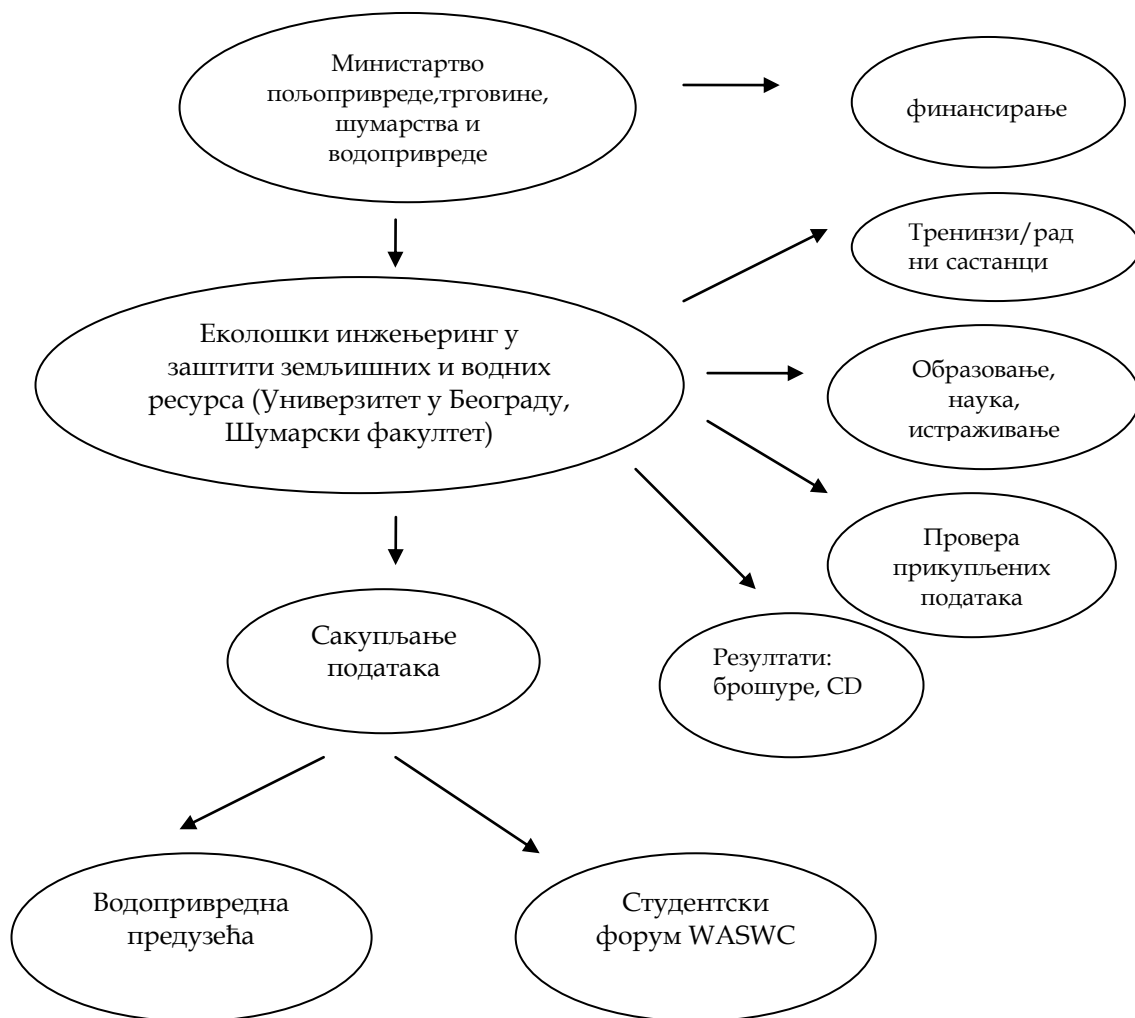 Министартво
пољопривреде,трговине,
шумарства и
водопривреде
финансирање
Тренинзи/рад
ни састанци
Еколошки инжењеринг у
заштити земљишних и водних
ресурса (Универзитет у Београду,
Шумарски факултет)
Образовање,
наука,
истраживање
Провера
прикупљених
података
Сакупљање
података
Резултати:
брошуре, CD
Водопривредна
предузећа
Студентски
форум WASWC